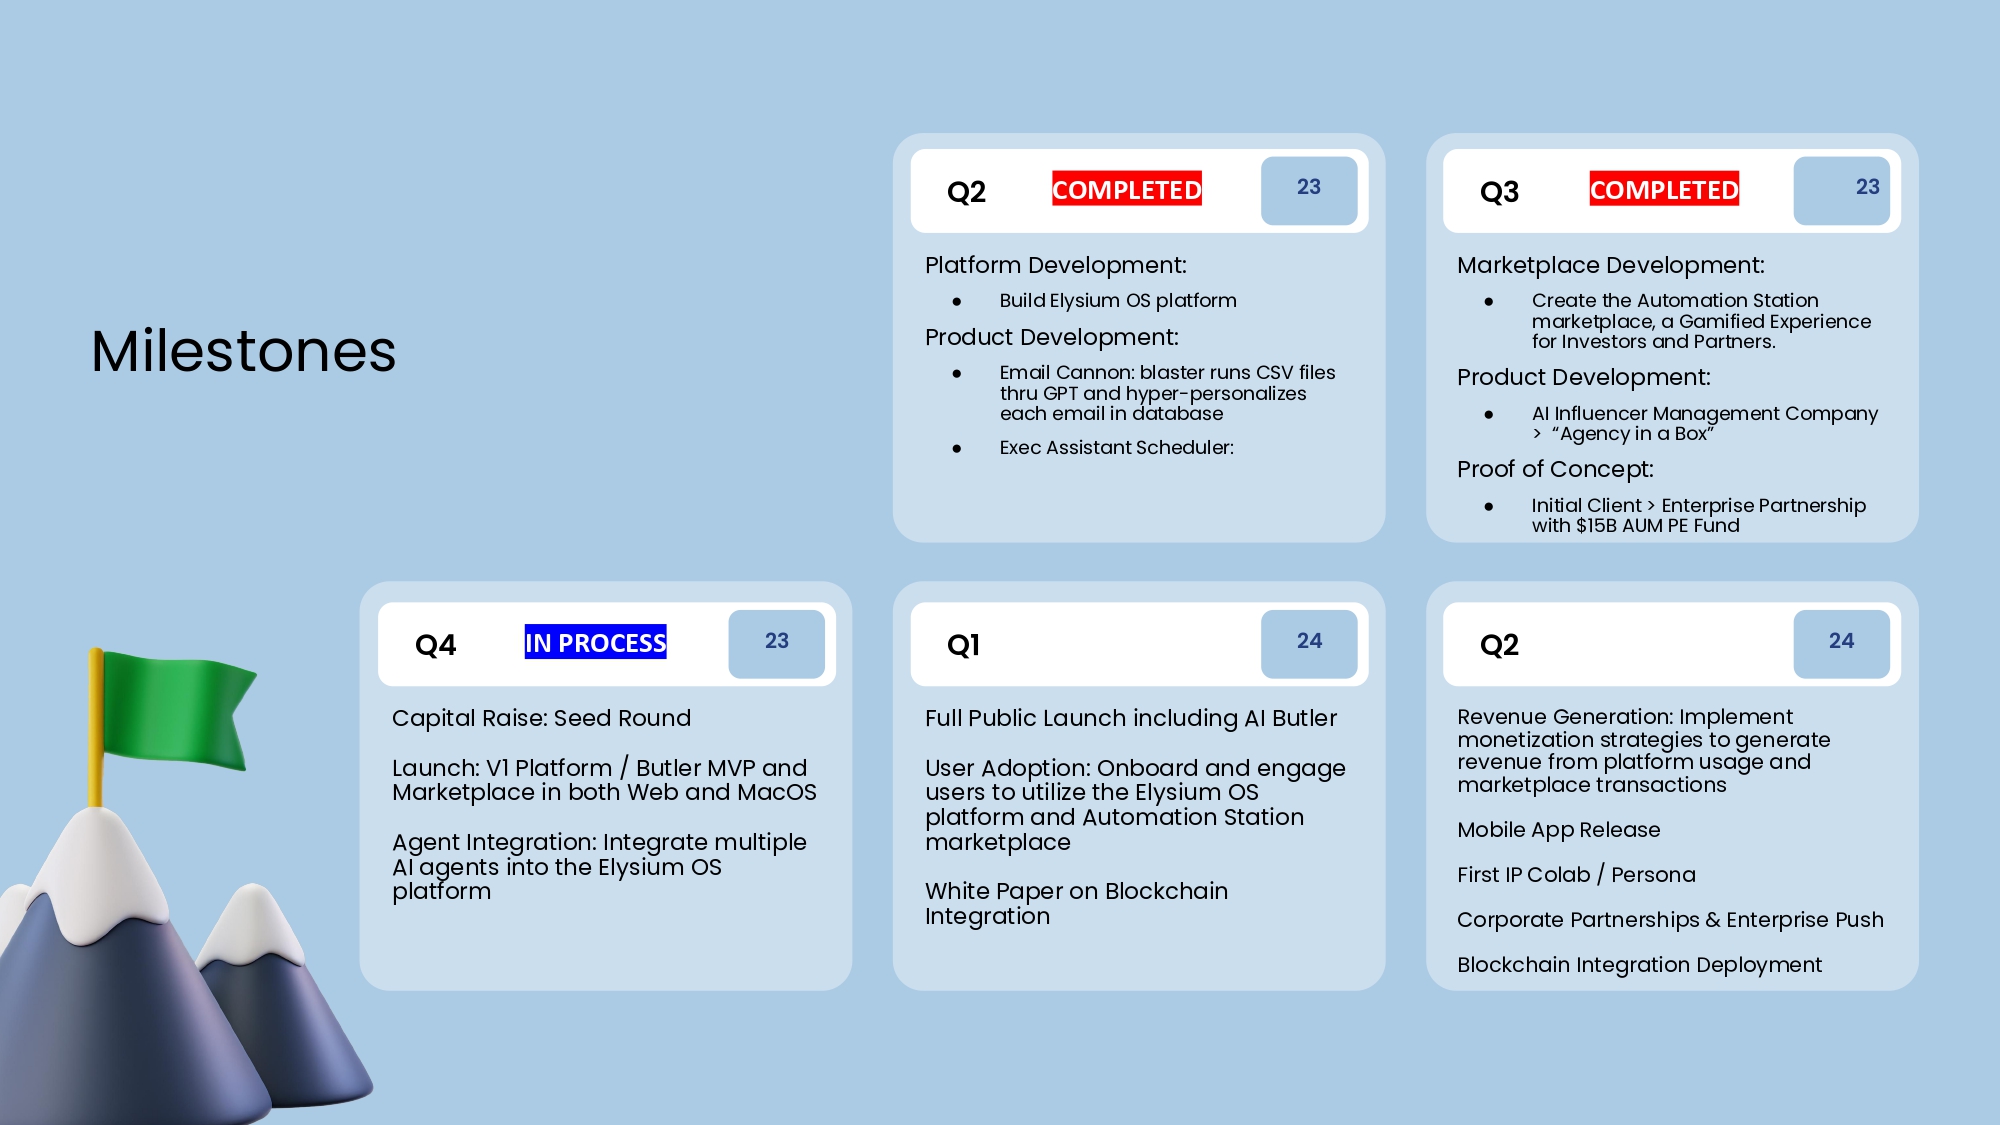 Milestones
Q2 COMPLETED 23
Platform Development:
● Build Elysium OS platform
Product Development:
● Email Cannon: blaster runs CSV files
thru GPT and hyper-personalizes
each email in database
● Exec Assistant Scheduler:
Q3 COMPLETED 23
Marketplace Development:
● Create the Automation Station
marketplace, a Gamified Experience
for Investors and Partners.
Product Development:
● AI Influencer Management Company
> “Agency in a Box”
Proof of Concept:
● Initial Client > Enterprise Partnership
with $15B AUM PE Fund
Q4 IN PROCESS 23
Capital Raise: Seed Round
Launch: V1 Platform / Butler MVP and
Marketplace in both Web and MacOS
Agent Integration: Integrate multiple
AI agents into the Elysium OS
platform
Q1 24
Full Public Launch including AI Butler
User Adoption: Onboard and engage
users to utilize the Elysium OS
platform and Automation Station
marketplace
White Paper on Blockchain
Integration
Q2 24
Revenue Generation: Implement
monetization strategies to generate
revenue from platform usage and
marketplace transactions
Mobile App Release
First IP Colab / Persona
Corporate Partnerships & Enterprise Push
Blockchain Integration Deployment